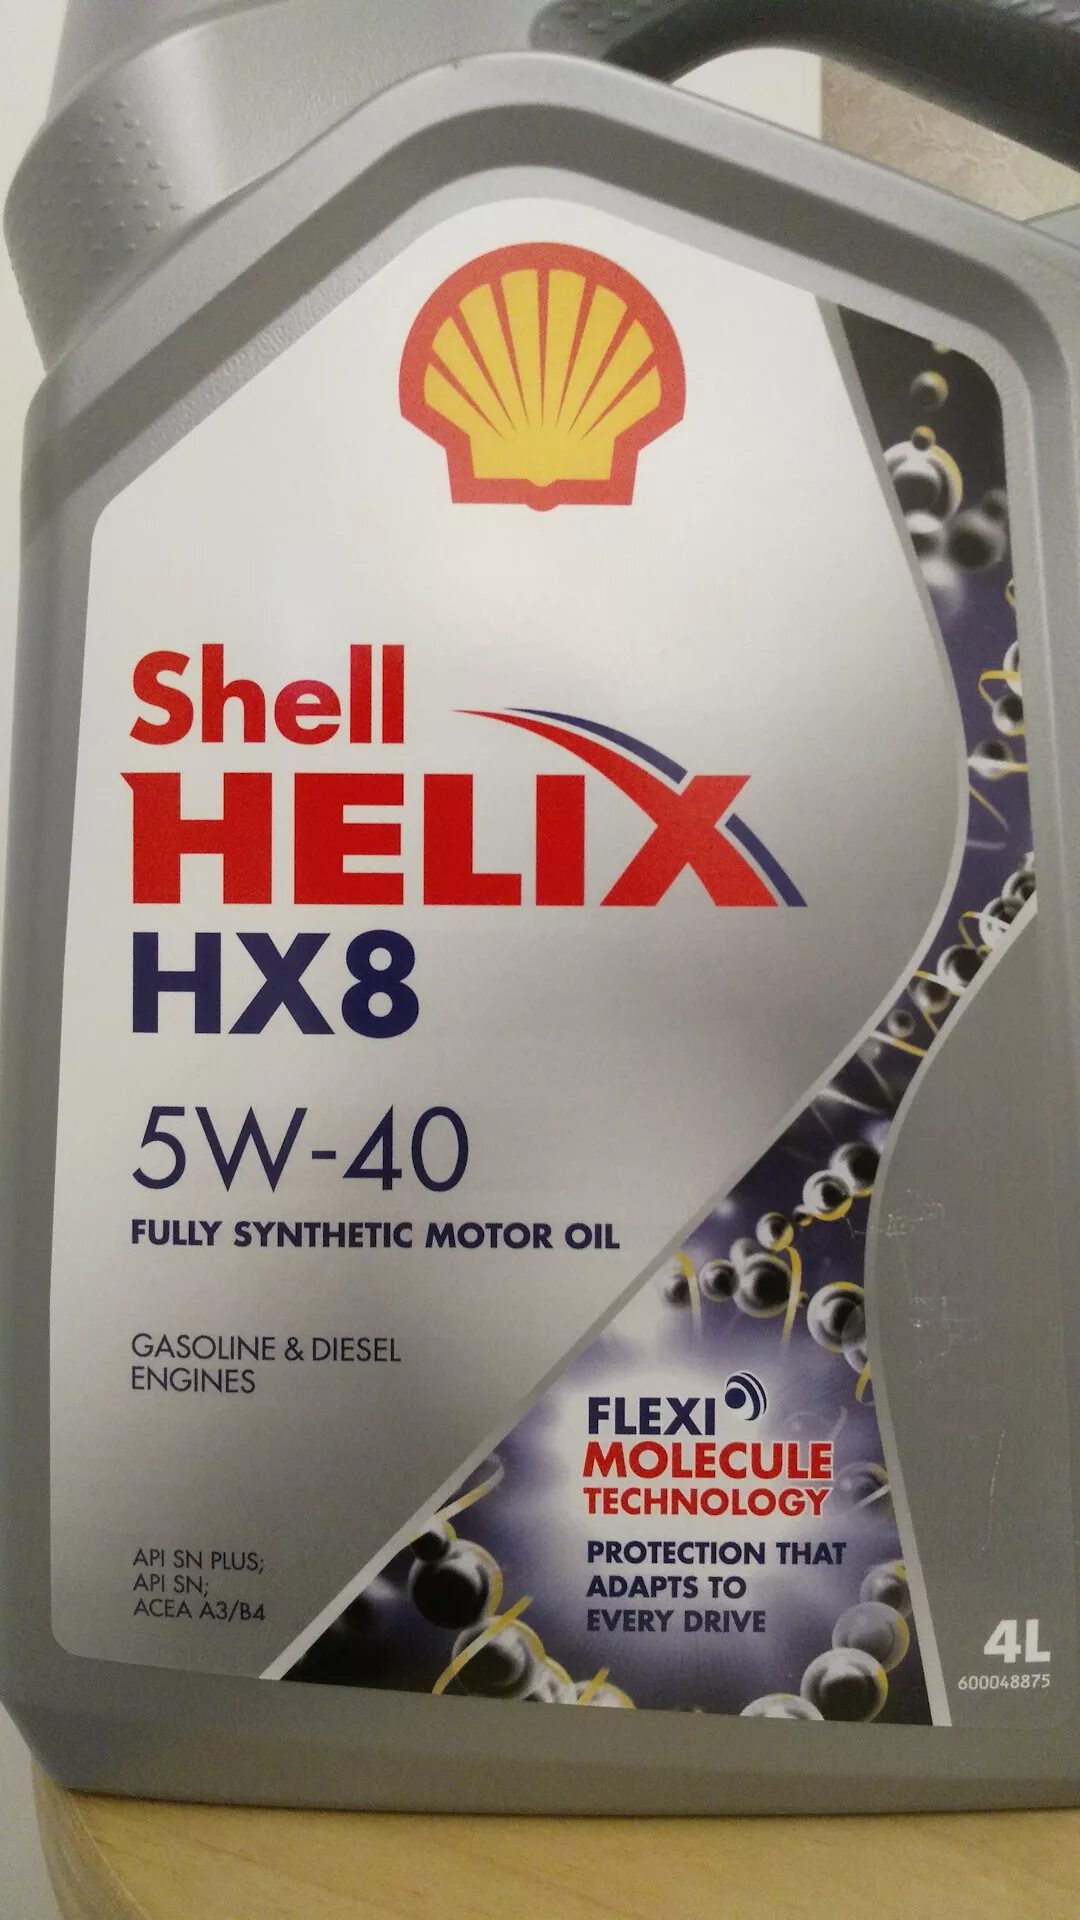 Shell
HELIX
HX8
5W-40
FULLY SYNTHETIC MOTOR OIL
GASOLINE & DIESEL
ENGINES
FLEXI
MOLECULE
TECHNOLOGY
PROTECTION THAT
ADAPTS TO
EVERY DRIVE
API SN PLUS;
API SN;
ACEA A3/B4
4L
600048875